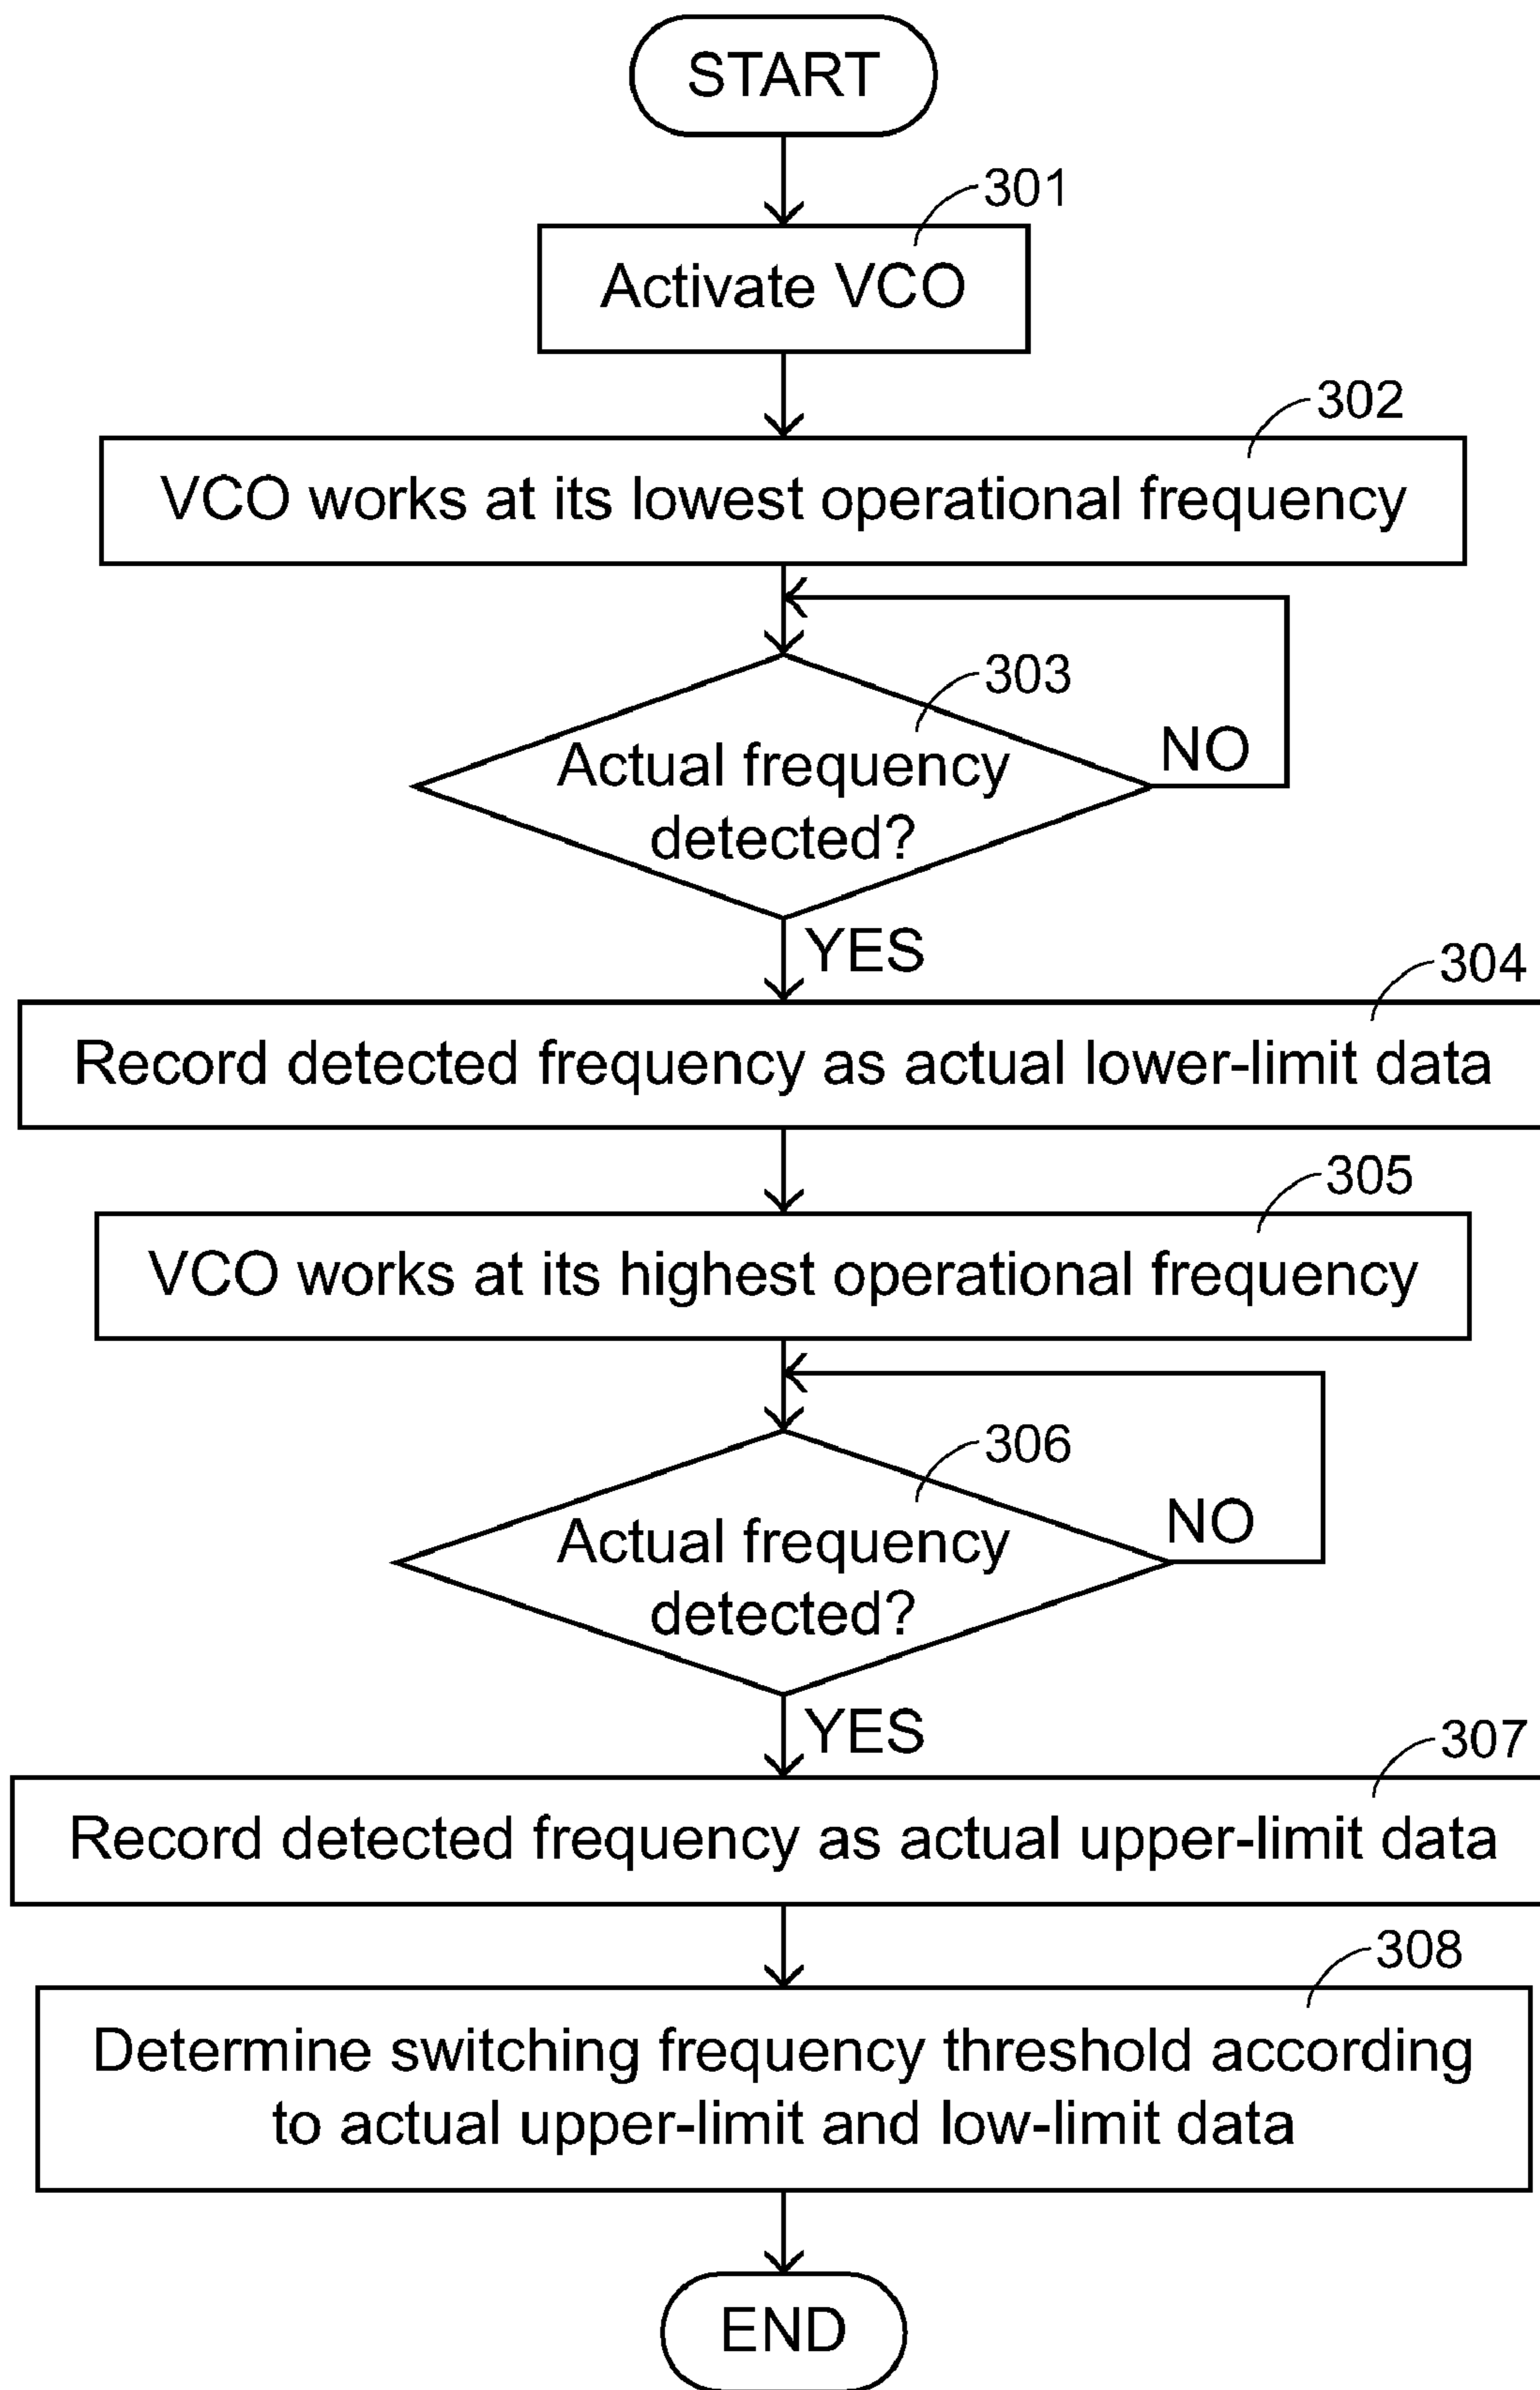 START
301
Activate VCO
302
VCO works at its lowest operational frequency
303
Actual frequency
detected?
NO
YES
304
Record detected frequency as actual lower-limit data
305
VCO works at its highest operational frequency
306
Actual frequency
detected?
NO
YES
307
Record detected frequency as actual upper-limit data
308
Determine switching frequency threshold according
to actual upper-limit and low-limit data
END